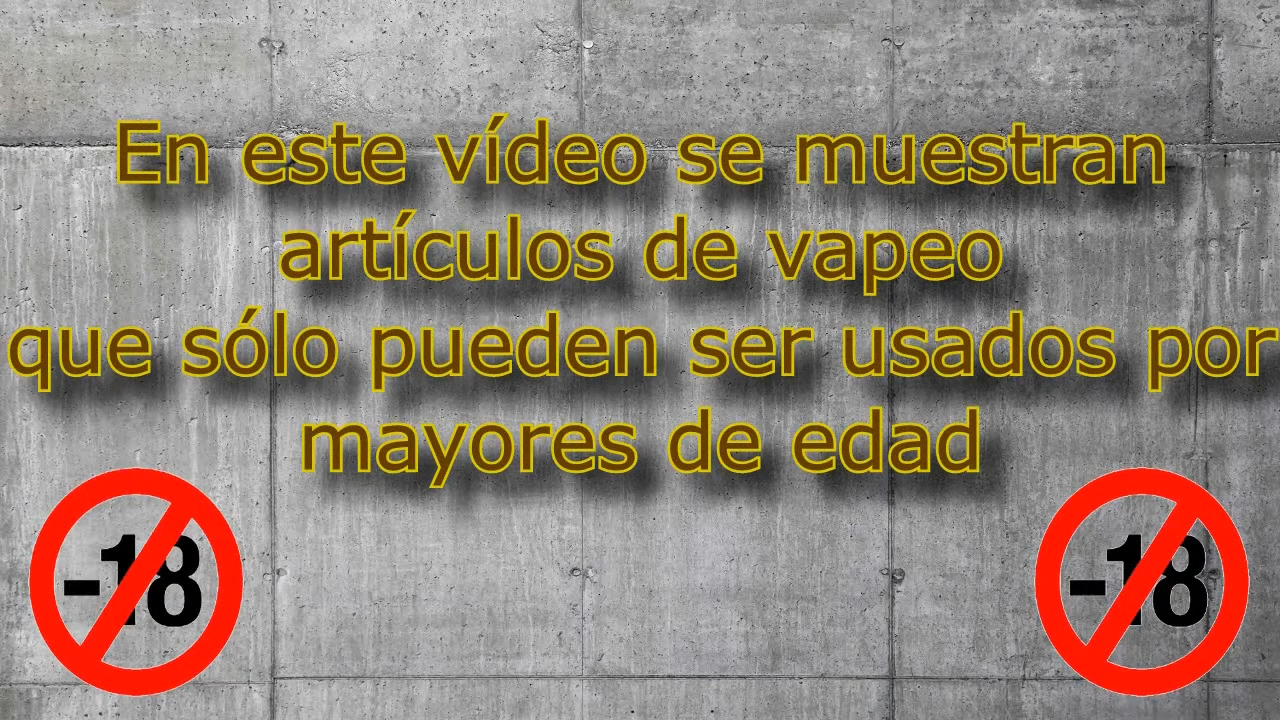 En este vídeo se muestran
artículos de vapeo
que sólo pueden ser usados por
mayores de edad
-18 -18